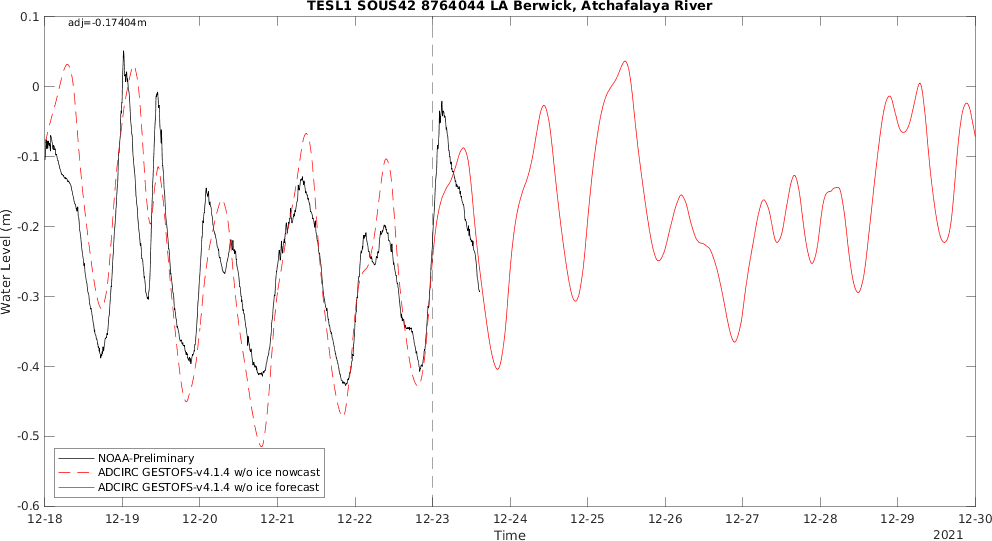 TESL1 SOUS42 8764044 LA Berwick, Atchafalaya River
adj=-0.17404m
0.1
0
-0.1
-0.2
-0.3
-0.4
-0.5
-0.6
Water Level (m)
NOAA-Preliminary
ADCIRC GESTOFS-v4.1.4 w/o ice nowcast
ADCIRC GESTOFS-v4.1.4 w/o ice forecast
12-18 12-19 12-20 12-21 12-22 12-23 12-24 12-25 12-26 12-27 12-28 12-29 12-30
Time
2021